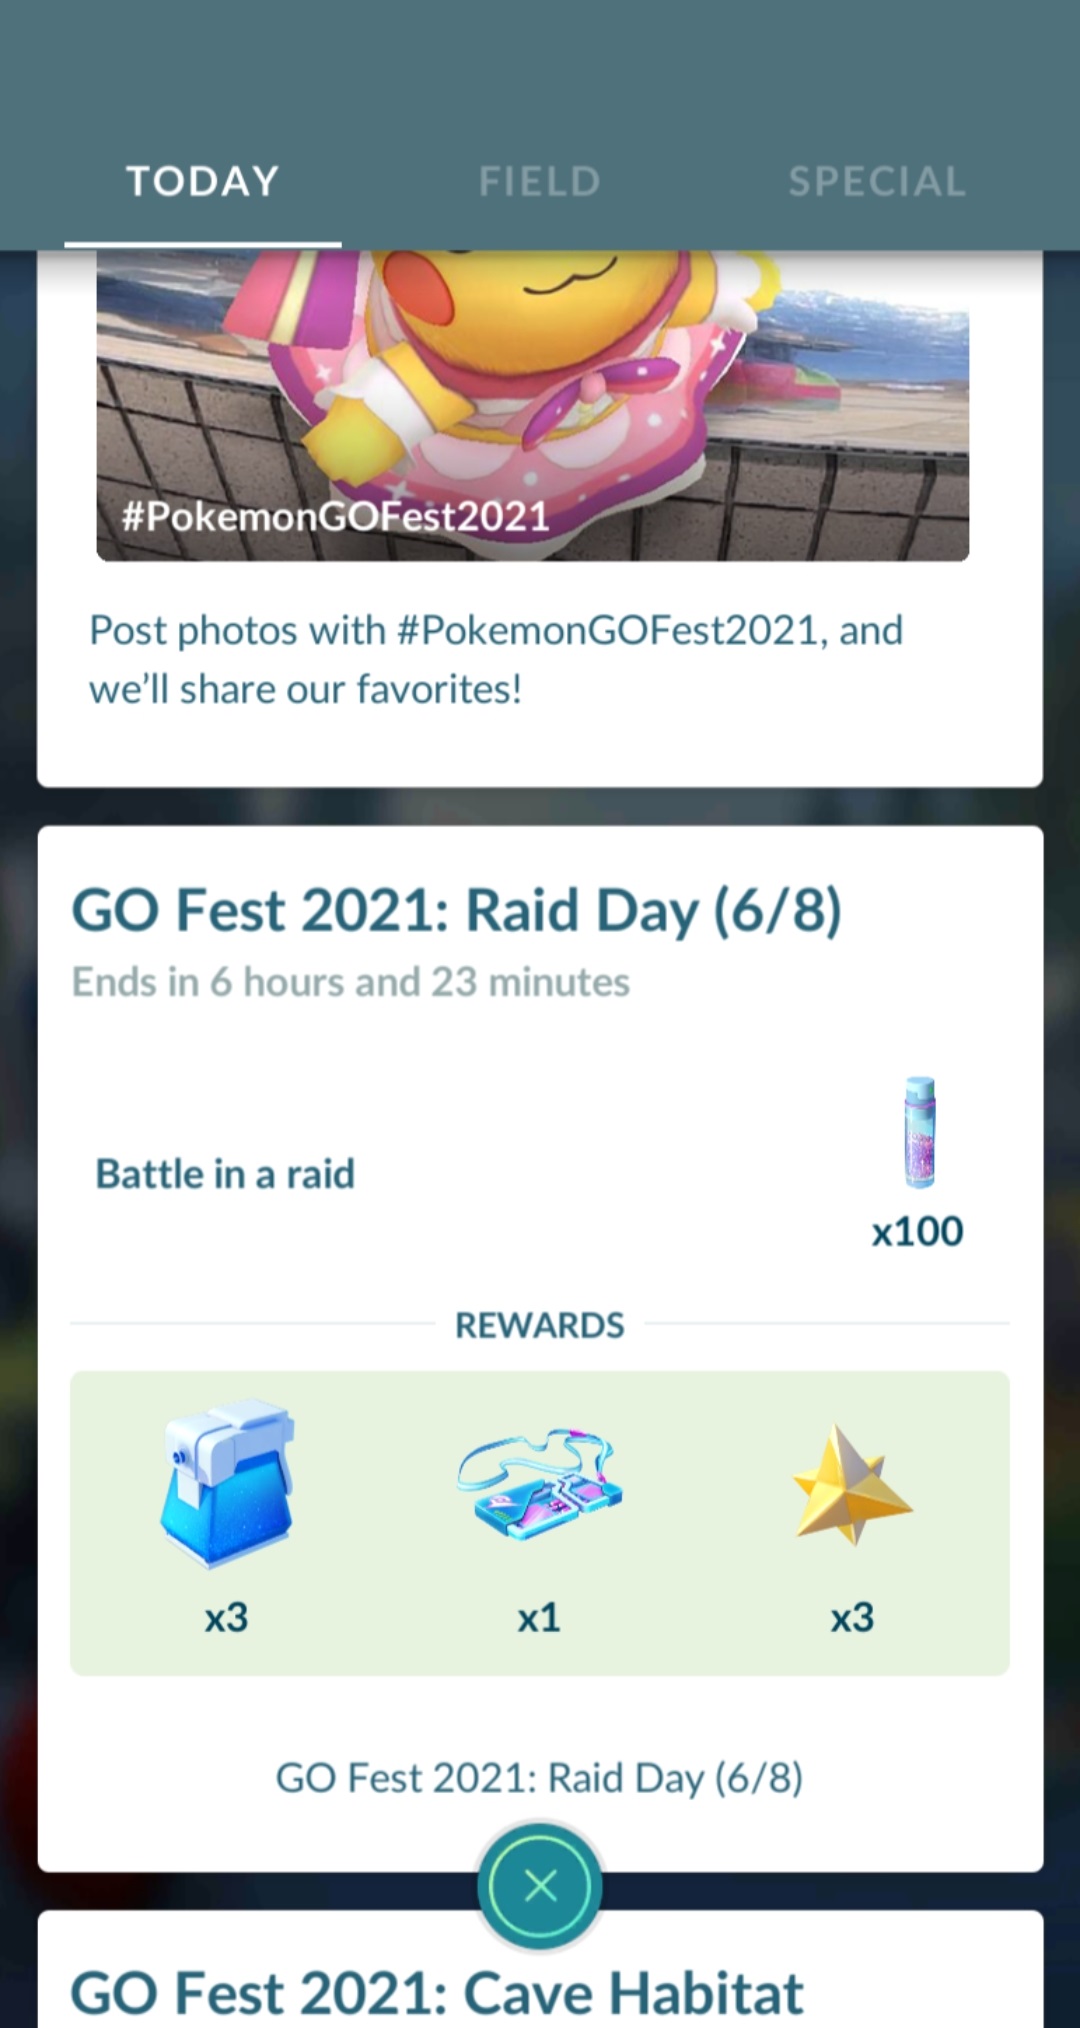 TODAY FIELD SPECIAL
#PokemonGOFest2021
Post photos with #PokemonGOFest2021, and
we'll share our favorites!
GO Fest 2021: Raid Day (6/8)
Ends in 6 hours and 23 minutes
Battle in a raid
x100
REWARDS
x3 x1 x3
GO Fest 2021: Raid Day (6/8)
GO Fest 2021: Cave Habitat